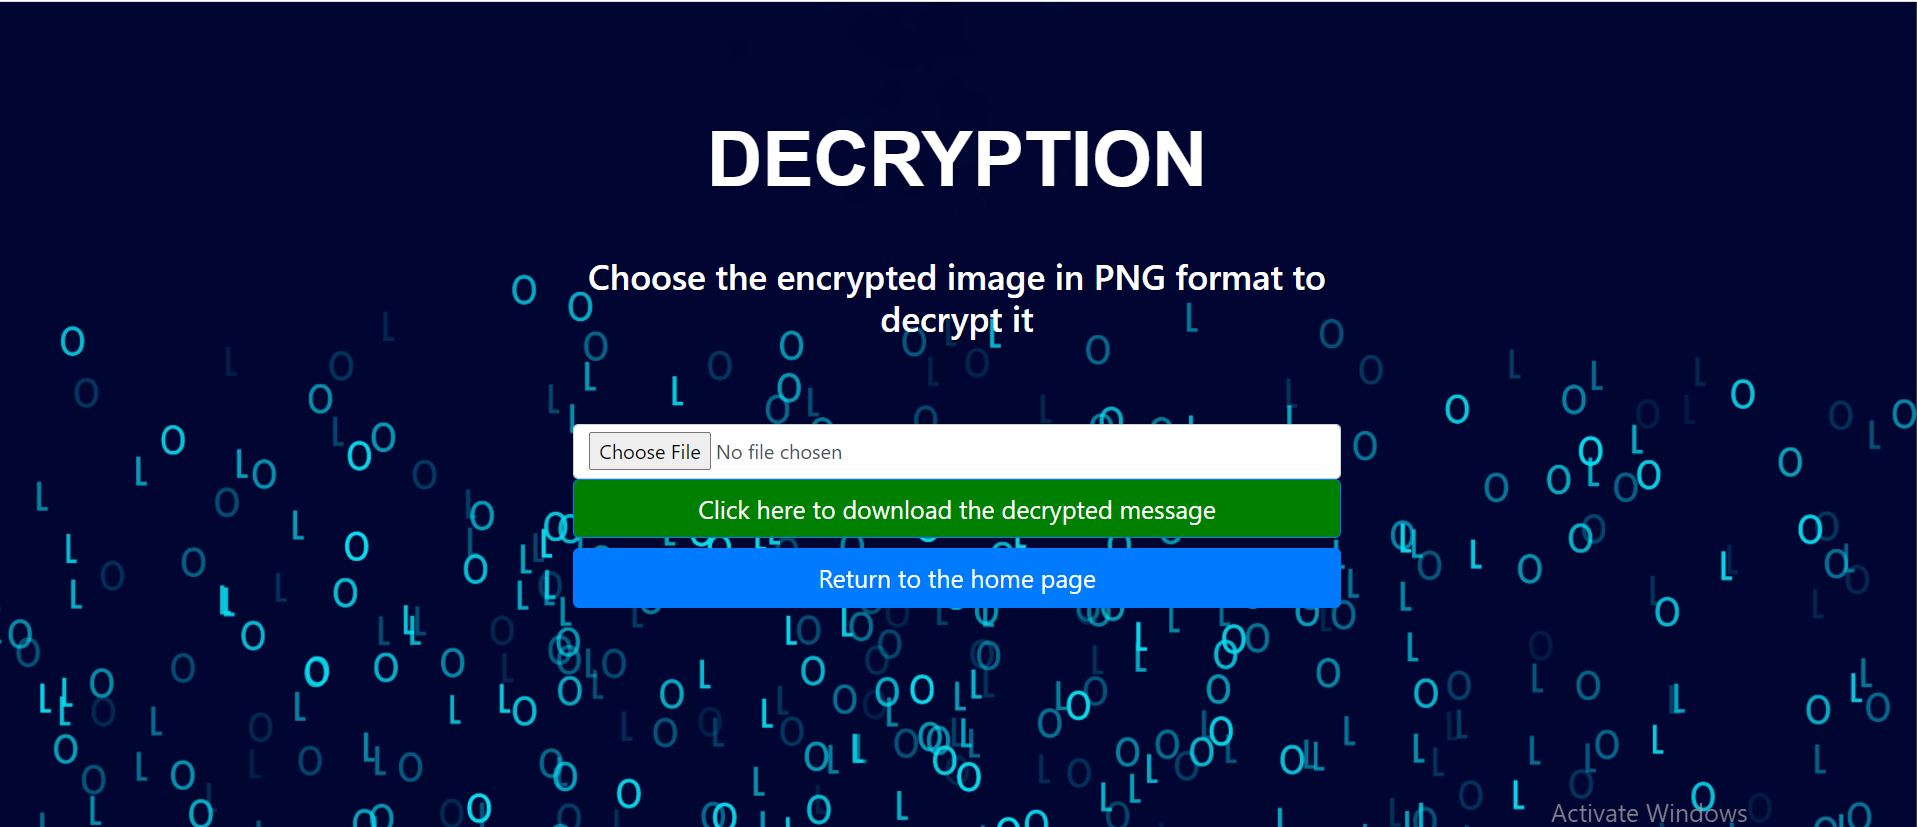 DECRYPTION
Choose the encrypted image in PNG format to
decrypt it
Choose File No file chosen
Click here to download the decrypted message
Return to the home page
Activate Windows